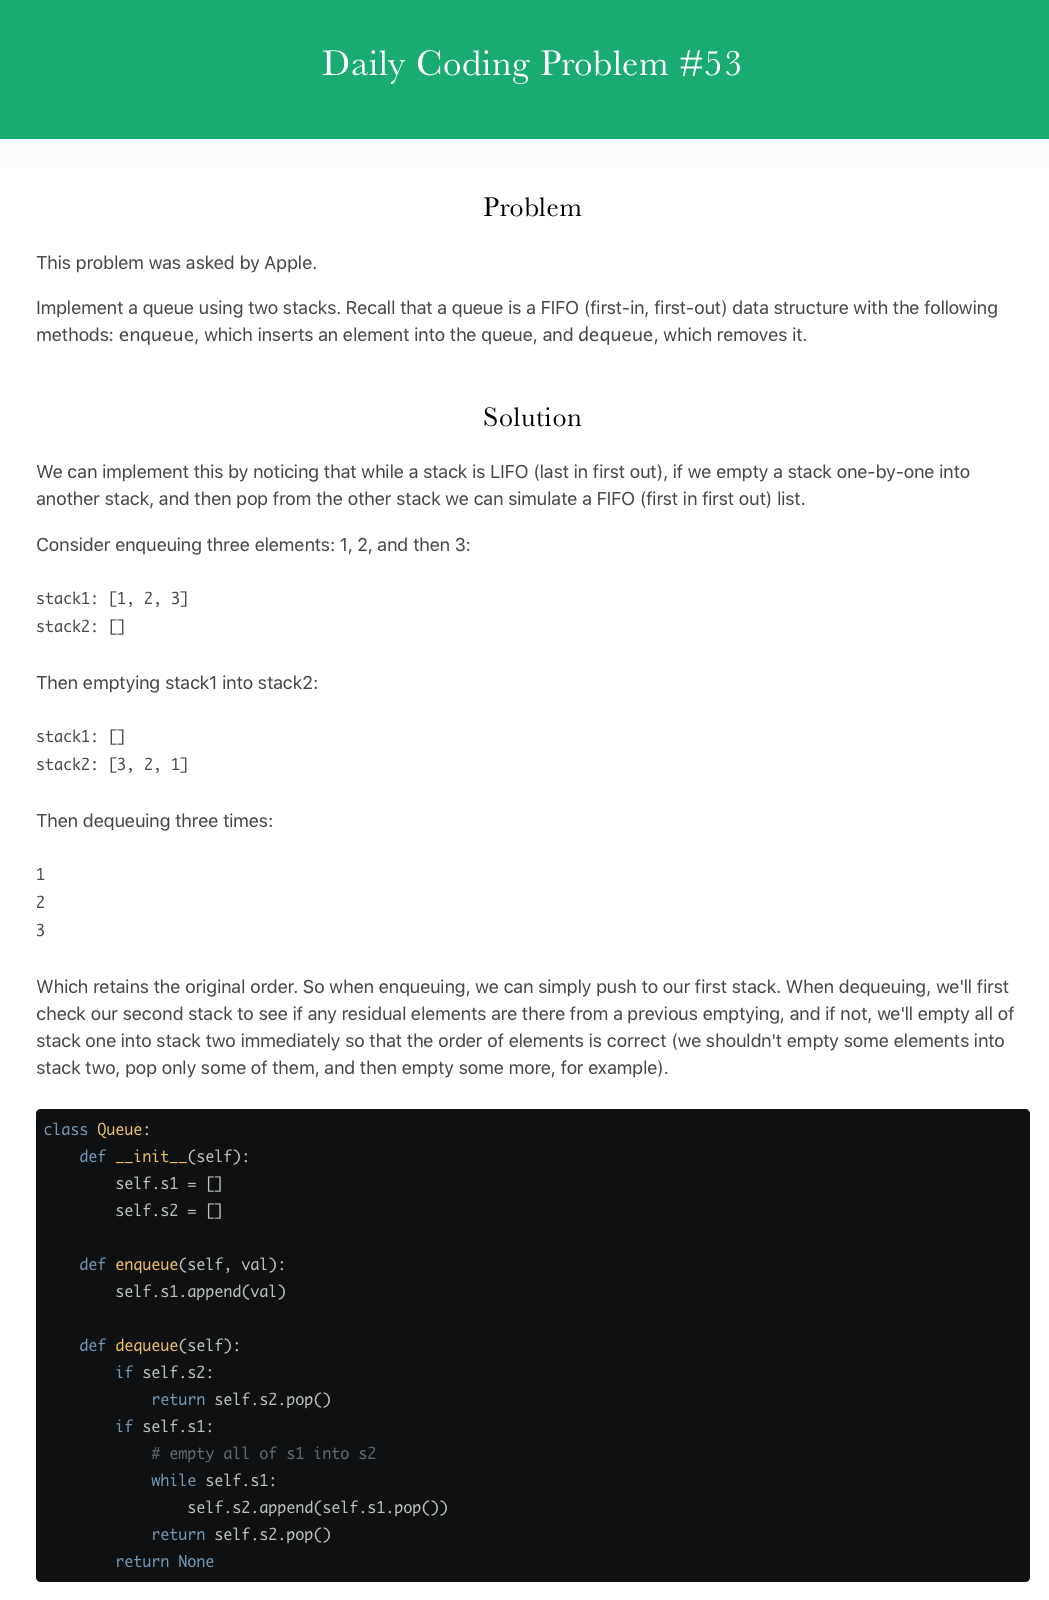 Daily Coding Problem #53
Problem
This problem was asked by Apple.
Implement a queue using two stacks. Recall that a queue is a FIFO (first-in, first-out) data structure with the following
methods: enqueue, which inserts an element into the queue, and dequeue, which removes it.
Solution
We can implement this by noticing that while a stack is LIFO (last in first out), if we empty a stack one-by-one into
another stack, and then pop from the other stack we can simulate a FIFO (first in first out) list.
Consider enqueuing three elements: 1, 2, and then 3:
stack1: [1, 2, 3]
stack2: []
Then emptying stack1 into stack2:
stack1: []
stack2: [3, 2, 1]
Then dequeuing three times:
1
2
3
Which retains the original order. So when enqueuing, we can simply push to our first stack. When dequeuing, we'll first
check our second stack to see if any residual elements are there from a previous emptying, and if not, we'll empty all of
stack one into stack two immediately so that the order of elements is correct (we shouldn't empty some elements into
stack two, pop only some of them, and then empty some more, for example).
class Queue:
    def __init__(self):
        self.s1 = []
        self.s2 = []
    def enqueue(self, val):
        self.s1.append(val)
    def dequeue(self):
        if self.s2:
            return self.s2.pop()
        if self.s1:
            # empty all of s1 into s2
            while self.s1:
                self.s2.append(self.s1.pop())
            return self.s2.pop()
        return None